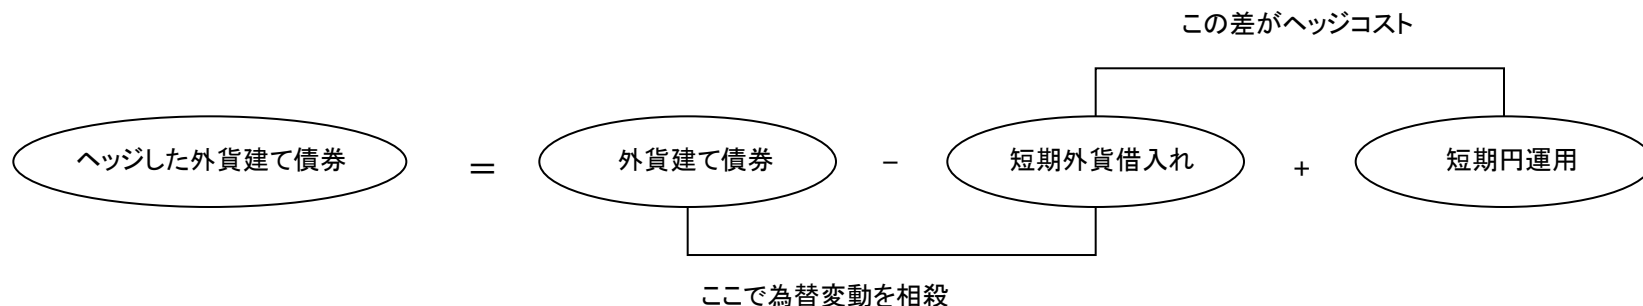 この差がヘッジコスト
ヘッジした外貨建て債券 = 外貨建て債券 - 短期外貨借入れ + 短期円運用
ここで為替変動を相殺